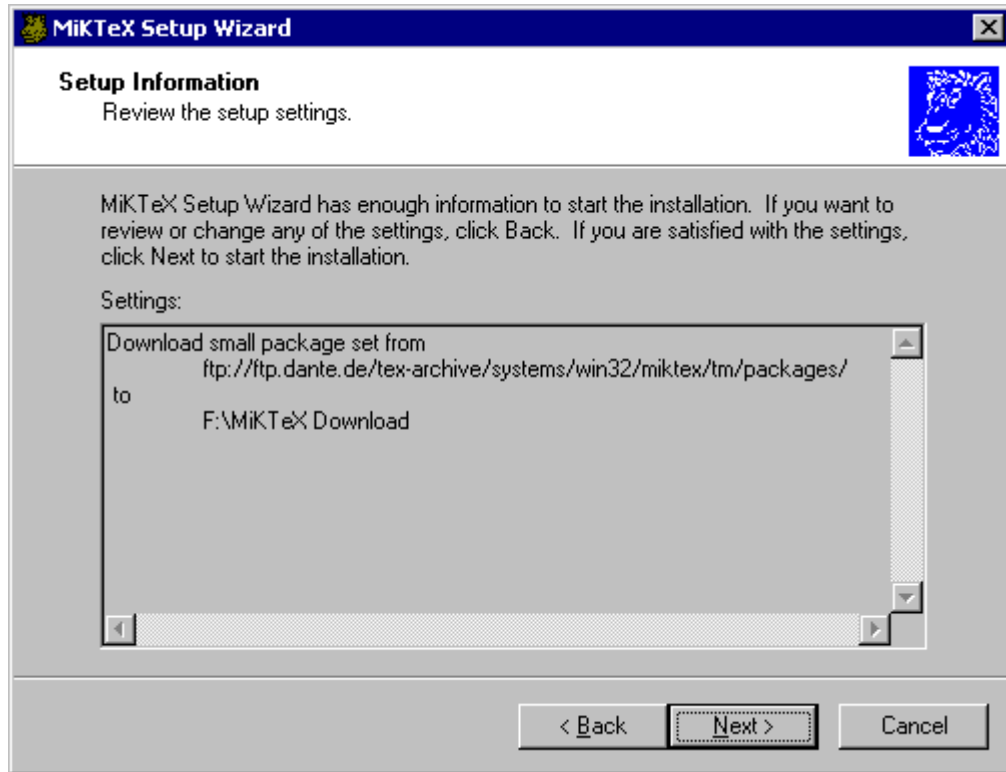 MiKTeX Setup Wizard
Setup Information
Review the setup settings.
MiKTeX Setup Wizard has enough information to start the installation.  If you want to
review or change any of the settings, click Back.  If you are satisfied with the settings,
click Next to start the installation.
Settings:
Download small package set from
ftp://ftp.dante.de/tex-archive/systems/win32/miktex/tm/packages/
to
F:\MiKTeX Download
< Back
Next >
Cancel